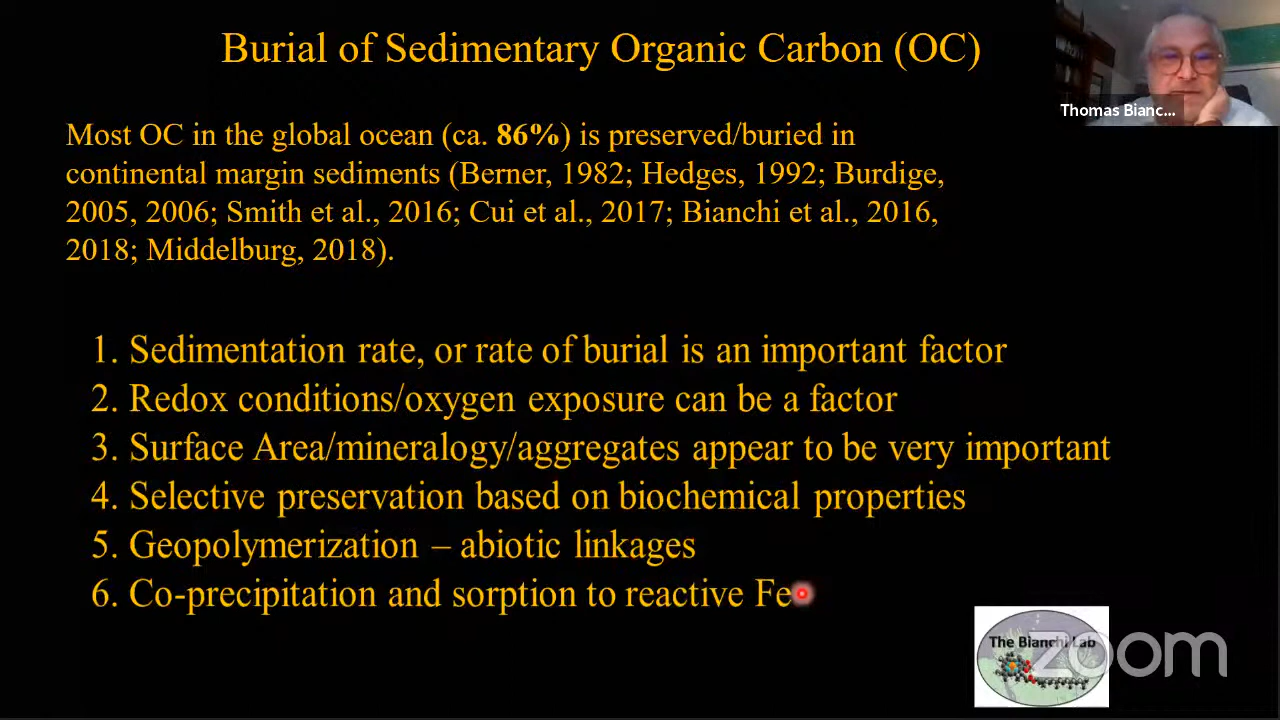 Burial of Sedimentary Organic Carbon (OC)
Thomas Bianc...
Most OC in the global ocean (ca. 86%) is preserved/buried in
continental margin sediments (Berner, 1982; Hedges, 1992; Burdige,
2005, 2006; Smith et al., 2016; Cui et al., 2017; Bianchi et al., 2016,
2018; Middelburg, 2018).
1. Sedimentation rate, or rate of burial is an important factor
2. Redox conditions/oxygen exposure can be a factor
3. Surface Area/mineralogy/aggregates appear to be very important
4. Selective preservation based on biochemical properties
5. Geopolymerization – abiotic linkages
6. Co-precipitation and sorption to reactive Fe
The Bianchi Lab
zoom